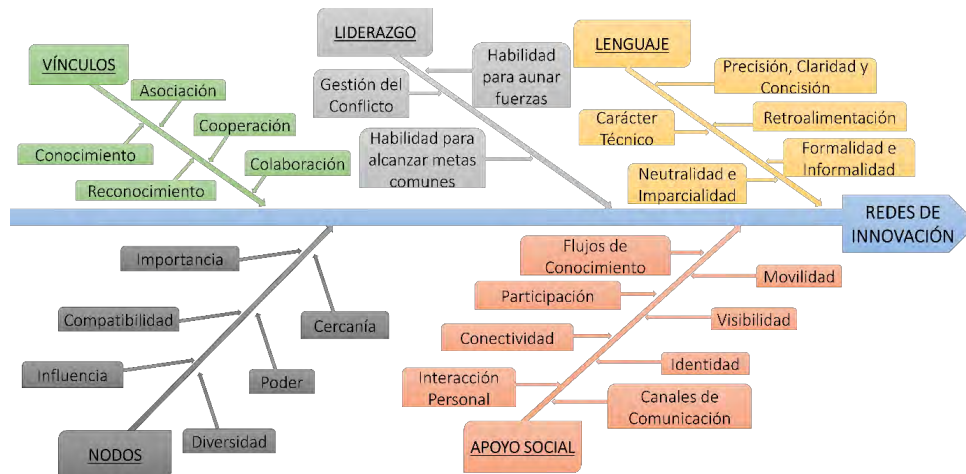 VÍNCULOS
Asociación
Cooperación
Colaboración
Conocimiento
Reconocimiento
LIDERAZGO
Habilidad
para aunar
fuerzas
Gestión del
Conflicto
Habilidad para
alcanzar metas
comunes
LENGUAJE
Precisión, Claridad y
Concisión
Retroalimentación
Formalidad e
Informalidad
Carácter
Técnico
Neutralidad e
Imparcialidad
REDES DE
INNOVACIÓN
Importancia
Compatibilidad
Influencia
Cercanía
Poder
Diversidad
NODOS
Flujos de
Conocimiento
Participación
Conectividad
Interacción
Personal
Movilidad
Visibilidad
Identidad
Canales de
Comunicación
APOYO SOCIAL